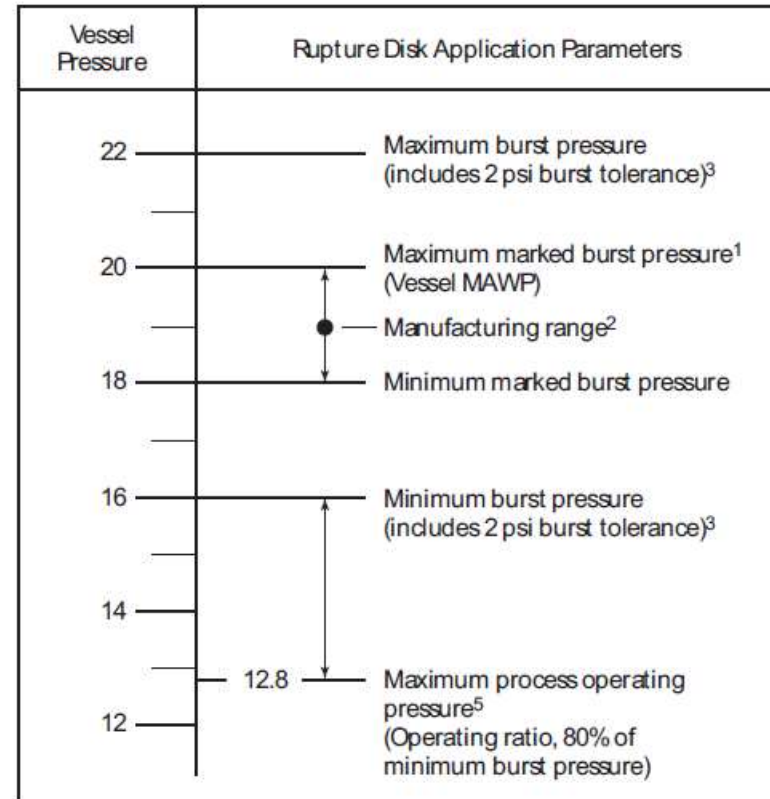 Vessel
Pressure
Rupture Disk Application Parameters
22
Maximum burst pressure
(includes 2 psi burst tolerance)³
20
Maximum marked burst pressure¹
(Vessel MAWP)
Manufacturing range²
18
Minimum marked burst pressure
16
Minimum burst pressure
(includes 2 psi burst tolerance)³
14
12.8
Maximum process operating
pressure⁵
12
(Operating ratio, 80% of
minimum burst pressure)